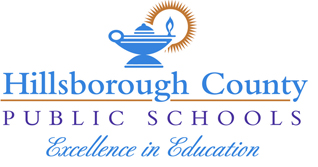 Hillsborough County
PUBLIC SCHOOLS
Excellence in Education